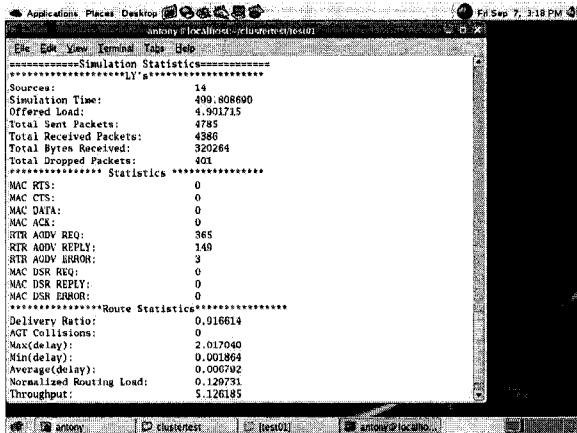 Applications Places Desktop
Fri Sep 7, 3:18 PM
antony@localhost:~/clustertest/test01
File Edit View Terminal Tabs Help
============Simulation Statistics============
********************LY's********************
Sources: 14
Simulation Time: 499.808690
Offered Load: 4.901715
Total Sent Packets: 4785
Total Received Packets: 4386
Total Bytes Received: 320264
Total Dropped Packets: 401
**************** Statistics ****************
MAC RTS: 0
MAC CTS: 0
MAC DATA: 0
MAC ACK: 0
RTR AODV REQ: 365
RTR AODV REPLY: 149
RTR AODV ERROR: 3
MAC DSR REQ: 0
MAC DSR REPLY: 0
MAC DSR ERROR: 0
*****************Route Statistics****************
Delivery Ratio: 0.916614
AGT Collisions: 0
Max(delay): 2.017040
Min(delay): 0.001864
Average(delay): 0.006792
Normalized Routing Load: 0.129731
Throughput: 5.126185
antony
clustertest
[test01]
antony@localho...